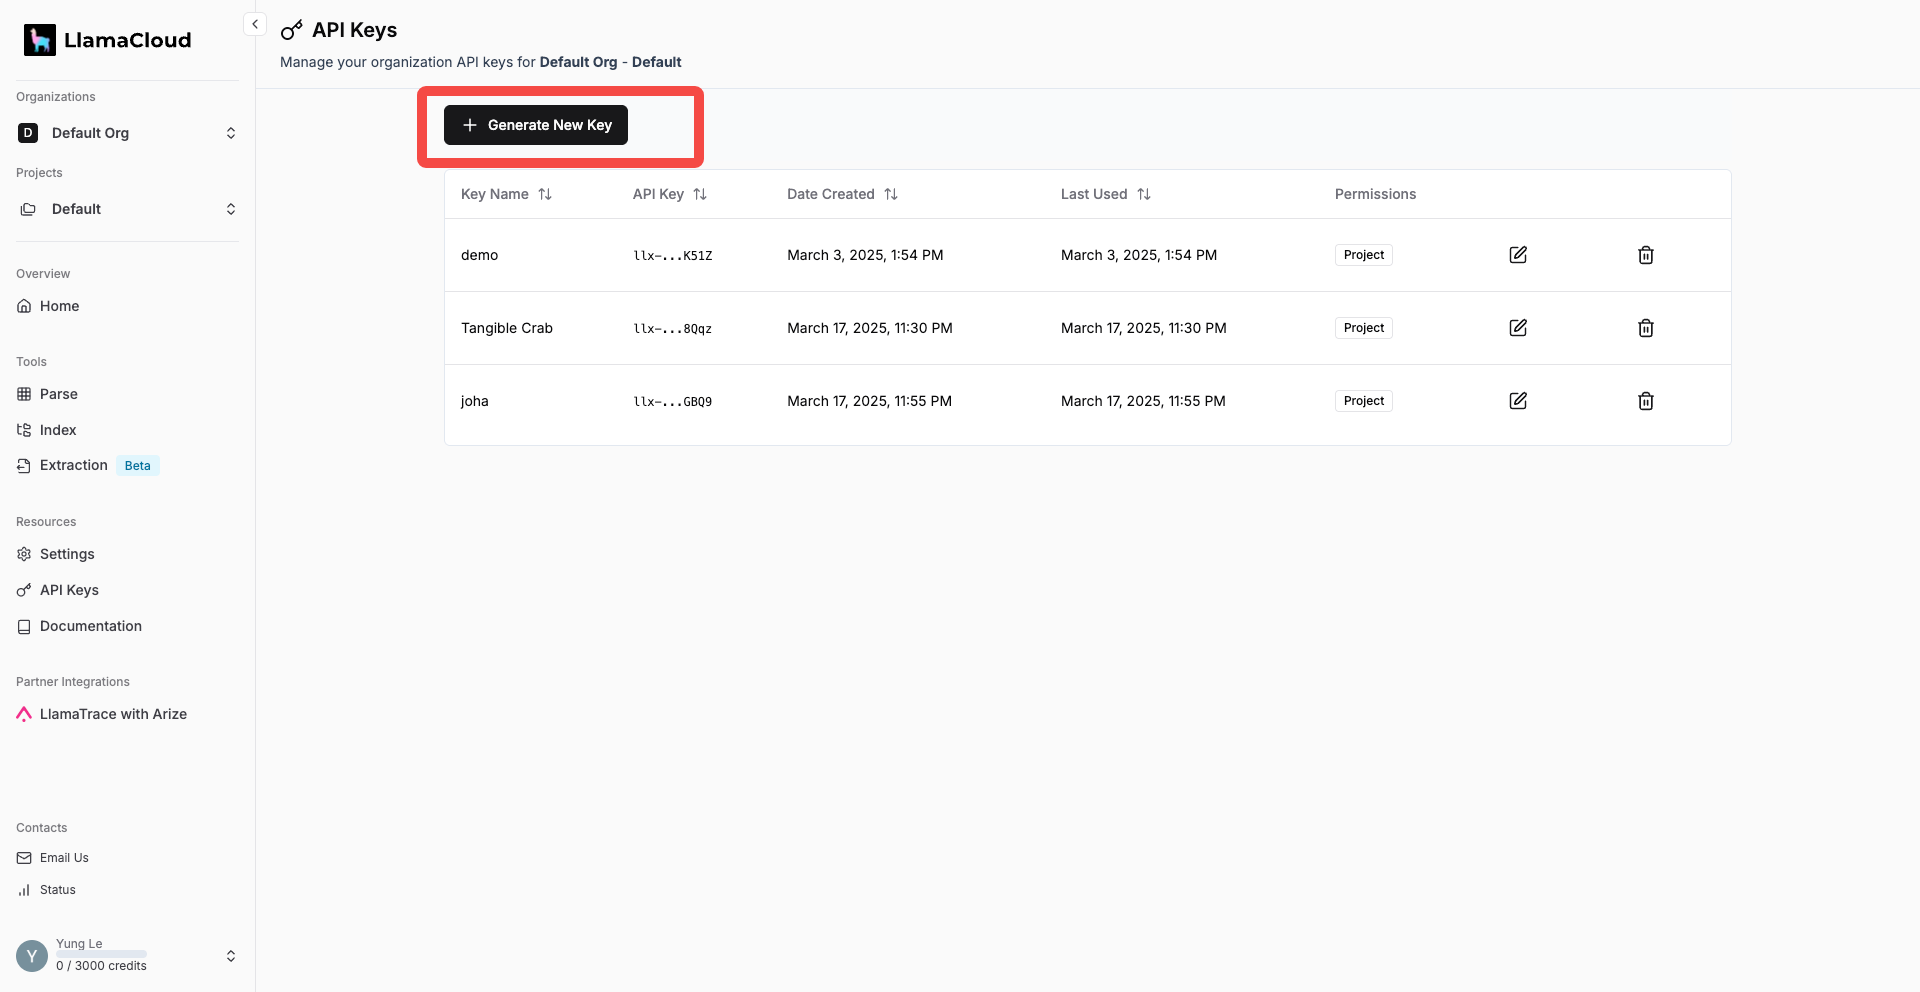 LlamaCloud
Organizations
D Default Org
Projects
Default
Overview
Home
Tools
Parse
Index
Extraction Beta
Resources
Settings
API Keys
Documentation
Partner Integrations
LlamaTrace with Arize
Contacts
Email Us
Status
Y Yung Le
0 / 3000 credits
API Keys
Manage your organization API keys for Default Org - Default
Generate New Key
Key Name API Key Date Created Last Used Permissions
demo llx-...K51Z March 3, 2025, 1:54 PM March 3, 2025, 1:54 PM Project
Tangible Crab llx-...8Qqz March 17, 2025, 11:30 PM March 17, 2025, 11:30 PM Project
joha llx-...GBQ9 March 17, 2025, 11:55 PM March 17, 2025, 11:55 PM Project